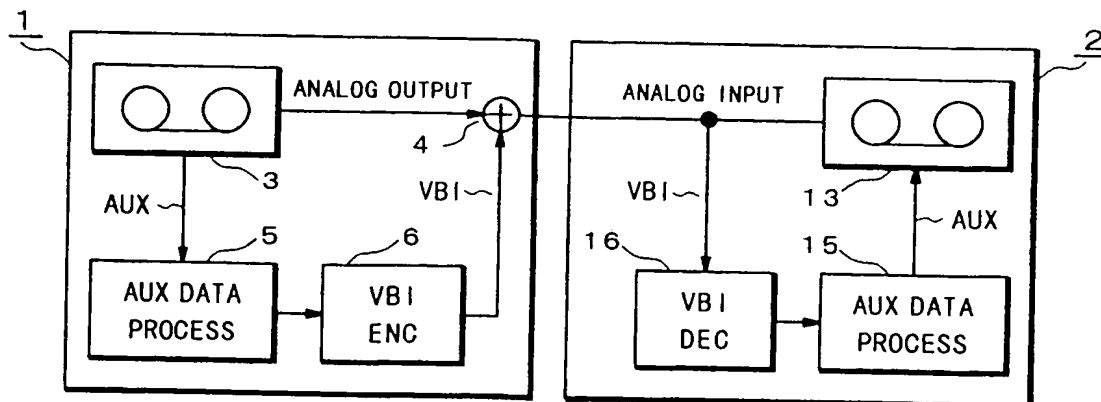 1
2
ANALOG OUTPUT
ANALOG INPUT
4
3
13
AUX
VBI
VBI
AUX
5
6
16
15
AUX DATA
PROCESS
VBI
ENC
VBI
DEC
AUX DATA
PROCESS